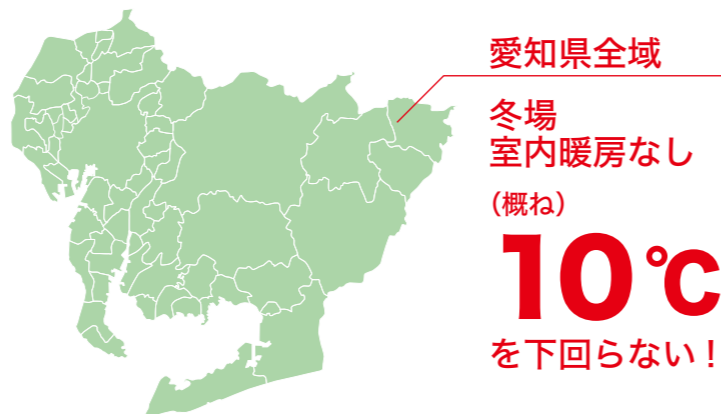 愛知県全域
冬場
室内暖房なし
（概ね）
10℃
を下回らない！